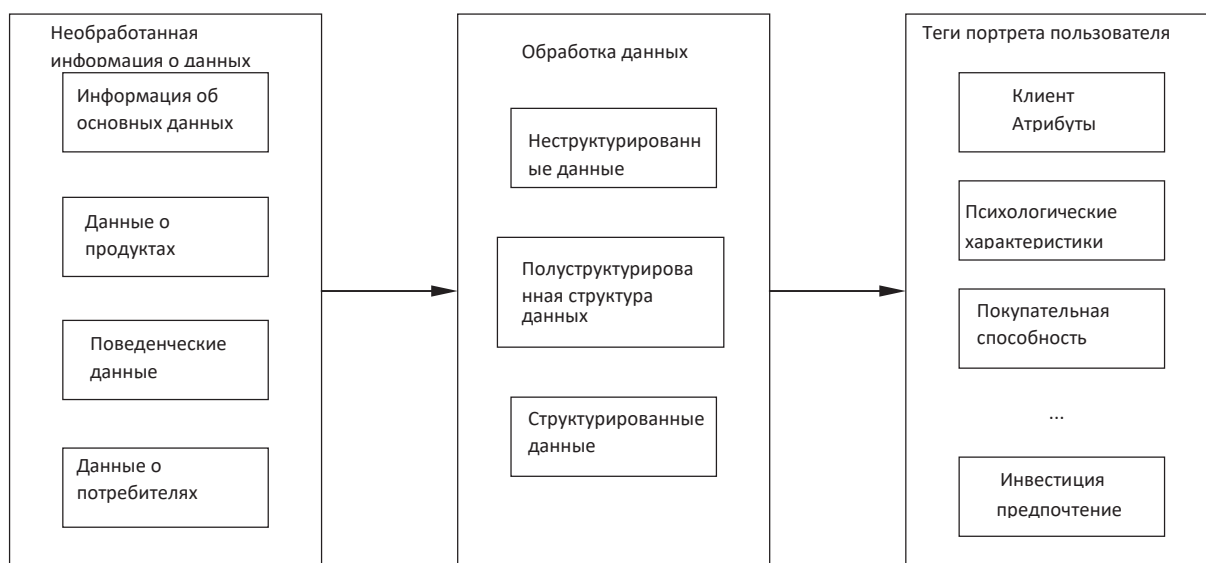 Необработанная
информация о данных
Информация об
основных данных
Данные о
продуктах
Поведенческие
данные
Данные о
потребителях
Обработка данных
Неструктурированн
ые данные
Полуструктурирова
нная структура
данных
Структурированные
данные
Теги портрета пользователя
Клиент
Атрибуты
Психологические
характеристики
Покупательная
способность
...
Инвестиция
предпочтение